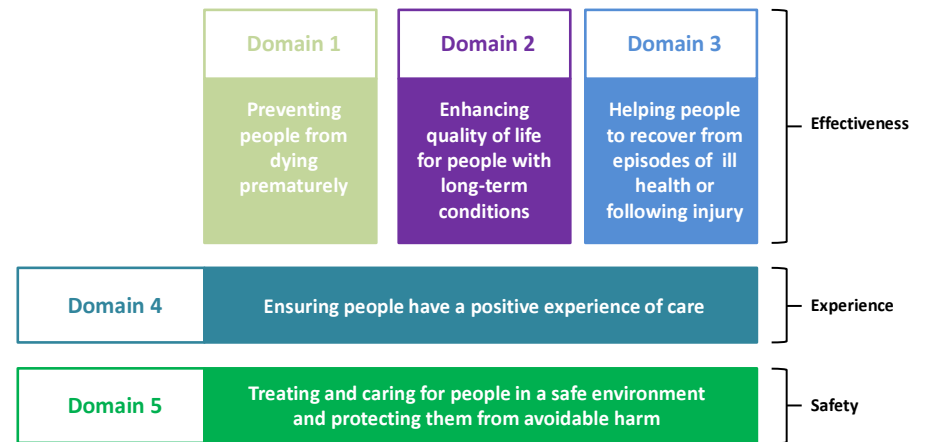 Domain 1
Preventing
people from
dying
prematurely
Domain 2
Enhancing
quality of life
for people with
long-term
conditions
Domain 3
Helping people
to recover from
episodes of ill
health or
following injury
Effectiveness
Domain 4
Ensuring people have a positive experience of care
Experience
Domain 5
Treating and caring for people in a safe environment
and protecting them from avoidable harm
Safety